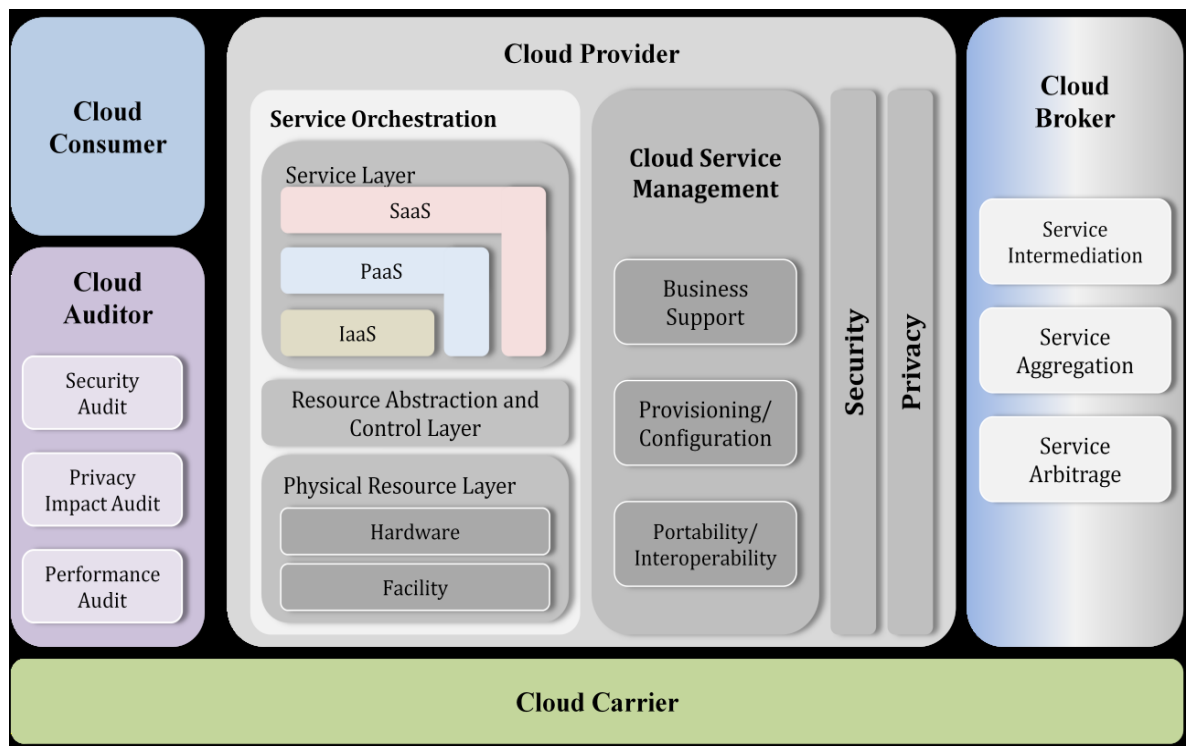 Cloud
Consumer
Cloud
Auditor
Security
Audit
Privacy
Impact Audit
Performance
Audit
Cloud Provider
Service Orchestration
Service Layer
SaaS
PaaS
IaaS
Resource Abstraction and
Control Layer
Physical Resource Layer
Hardware
Facility
Cloud Service
Management
Business
Support
Provisioning/
Configuration
Portability/
Interoperability
Security
Privacy
Cloud
Broker
Service
Intermediation
Service
Aggregation
Service
Arbitrage
Cloud Carrier